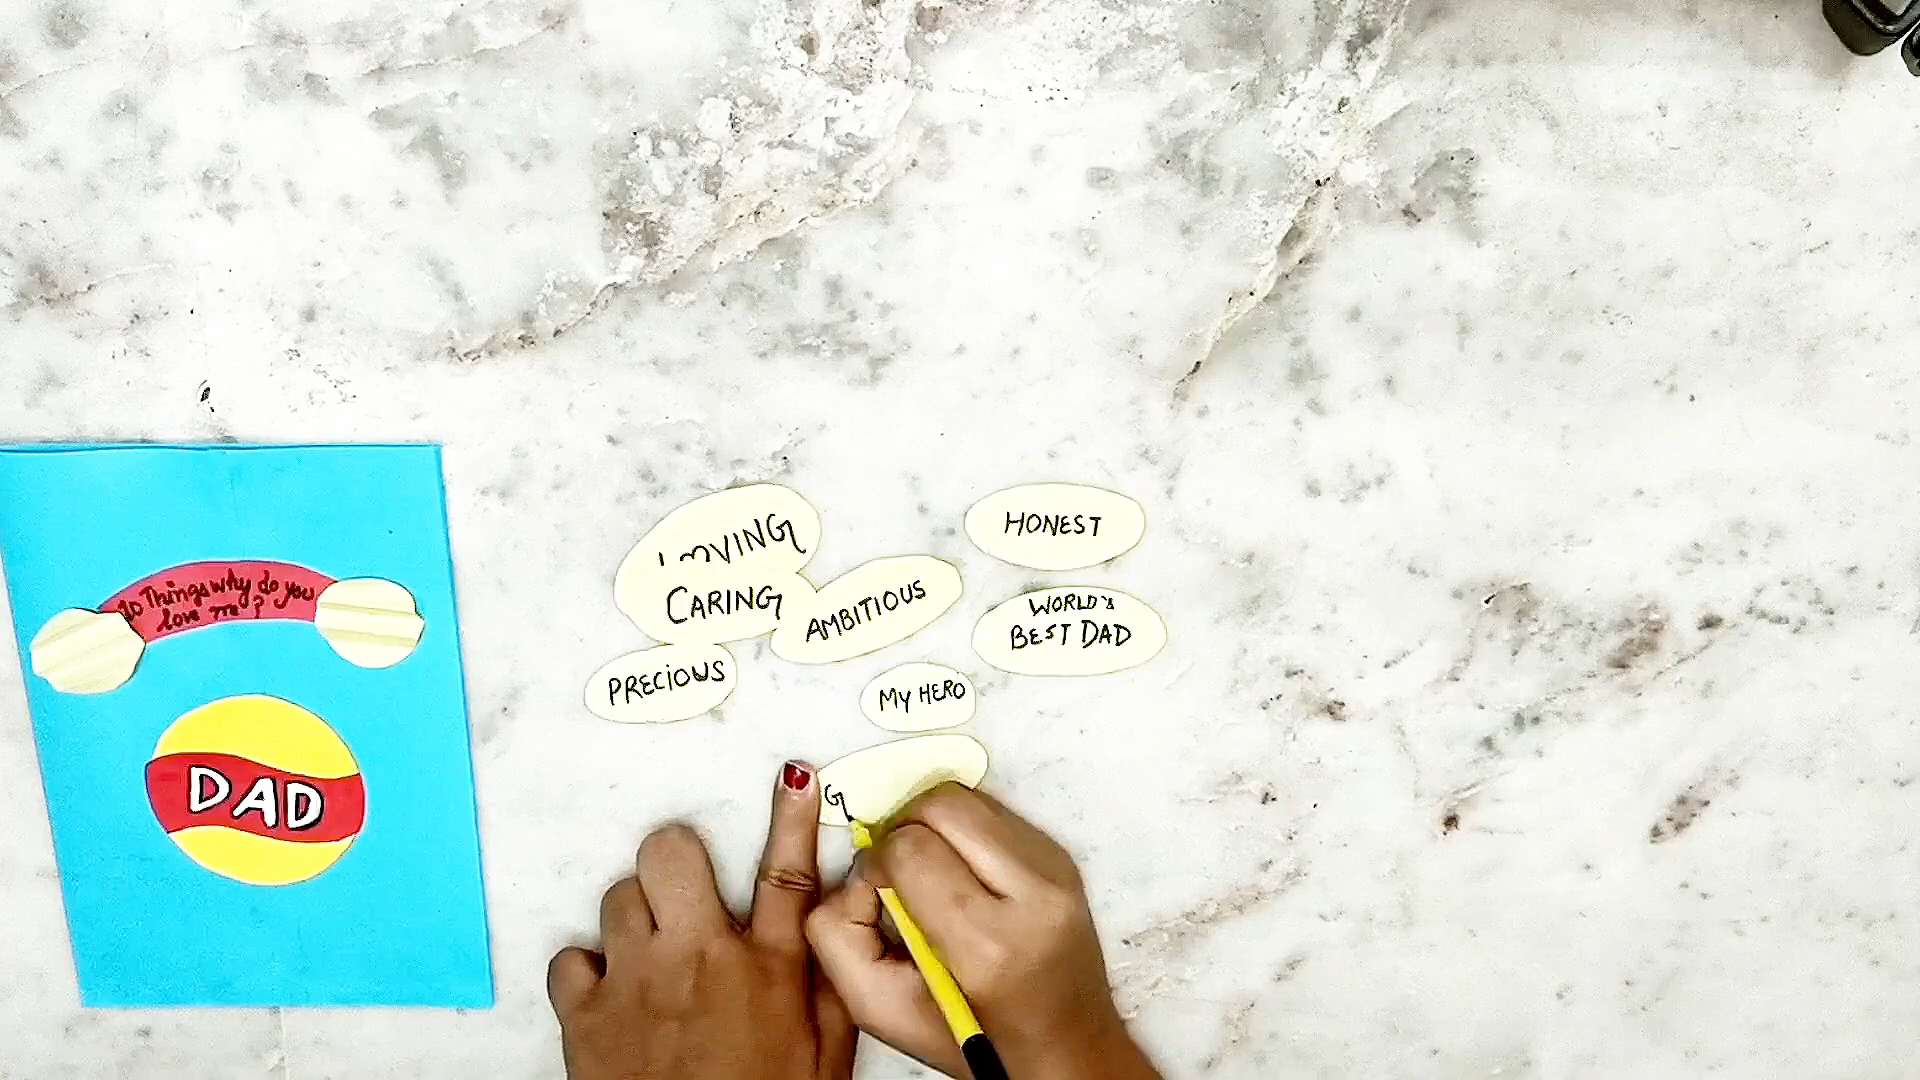 10 Things why do you
love me?
DAD
LOVING
CARING
AMBITIOUS
HONEST
WORLD'S
BEST DAD
PRECIOUS
MY HERO
G